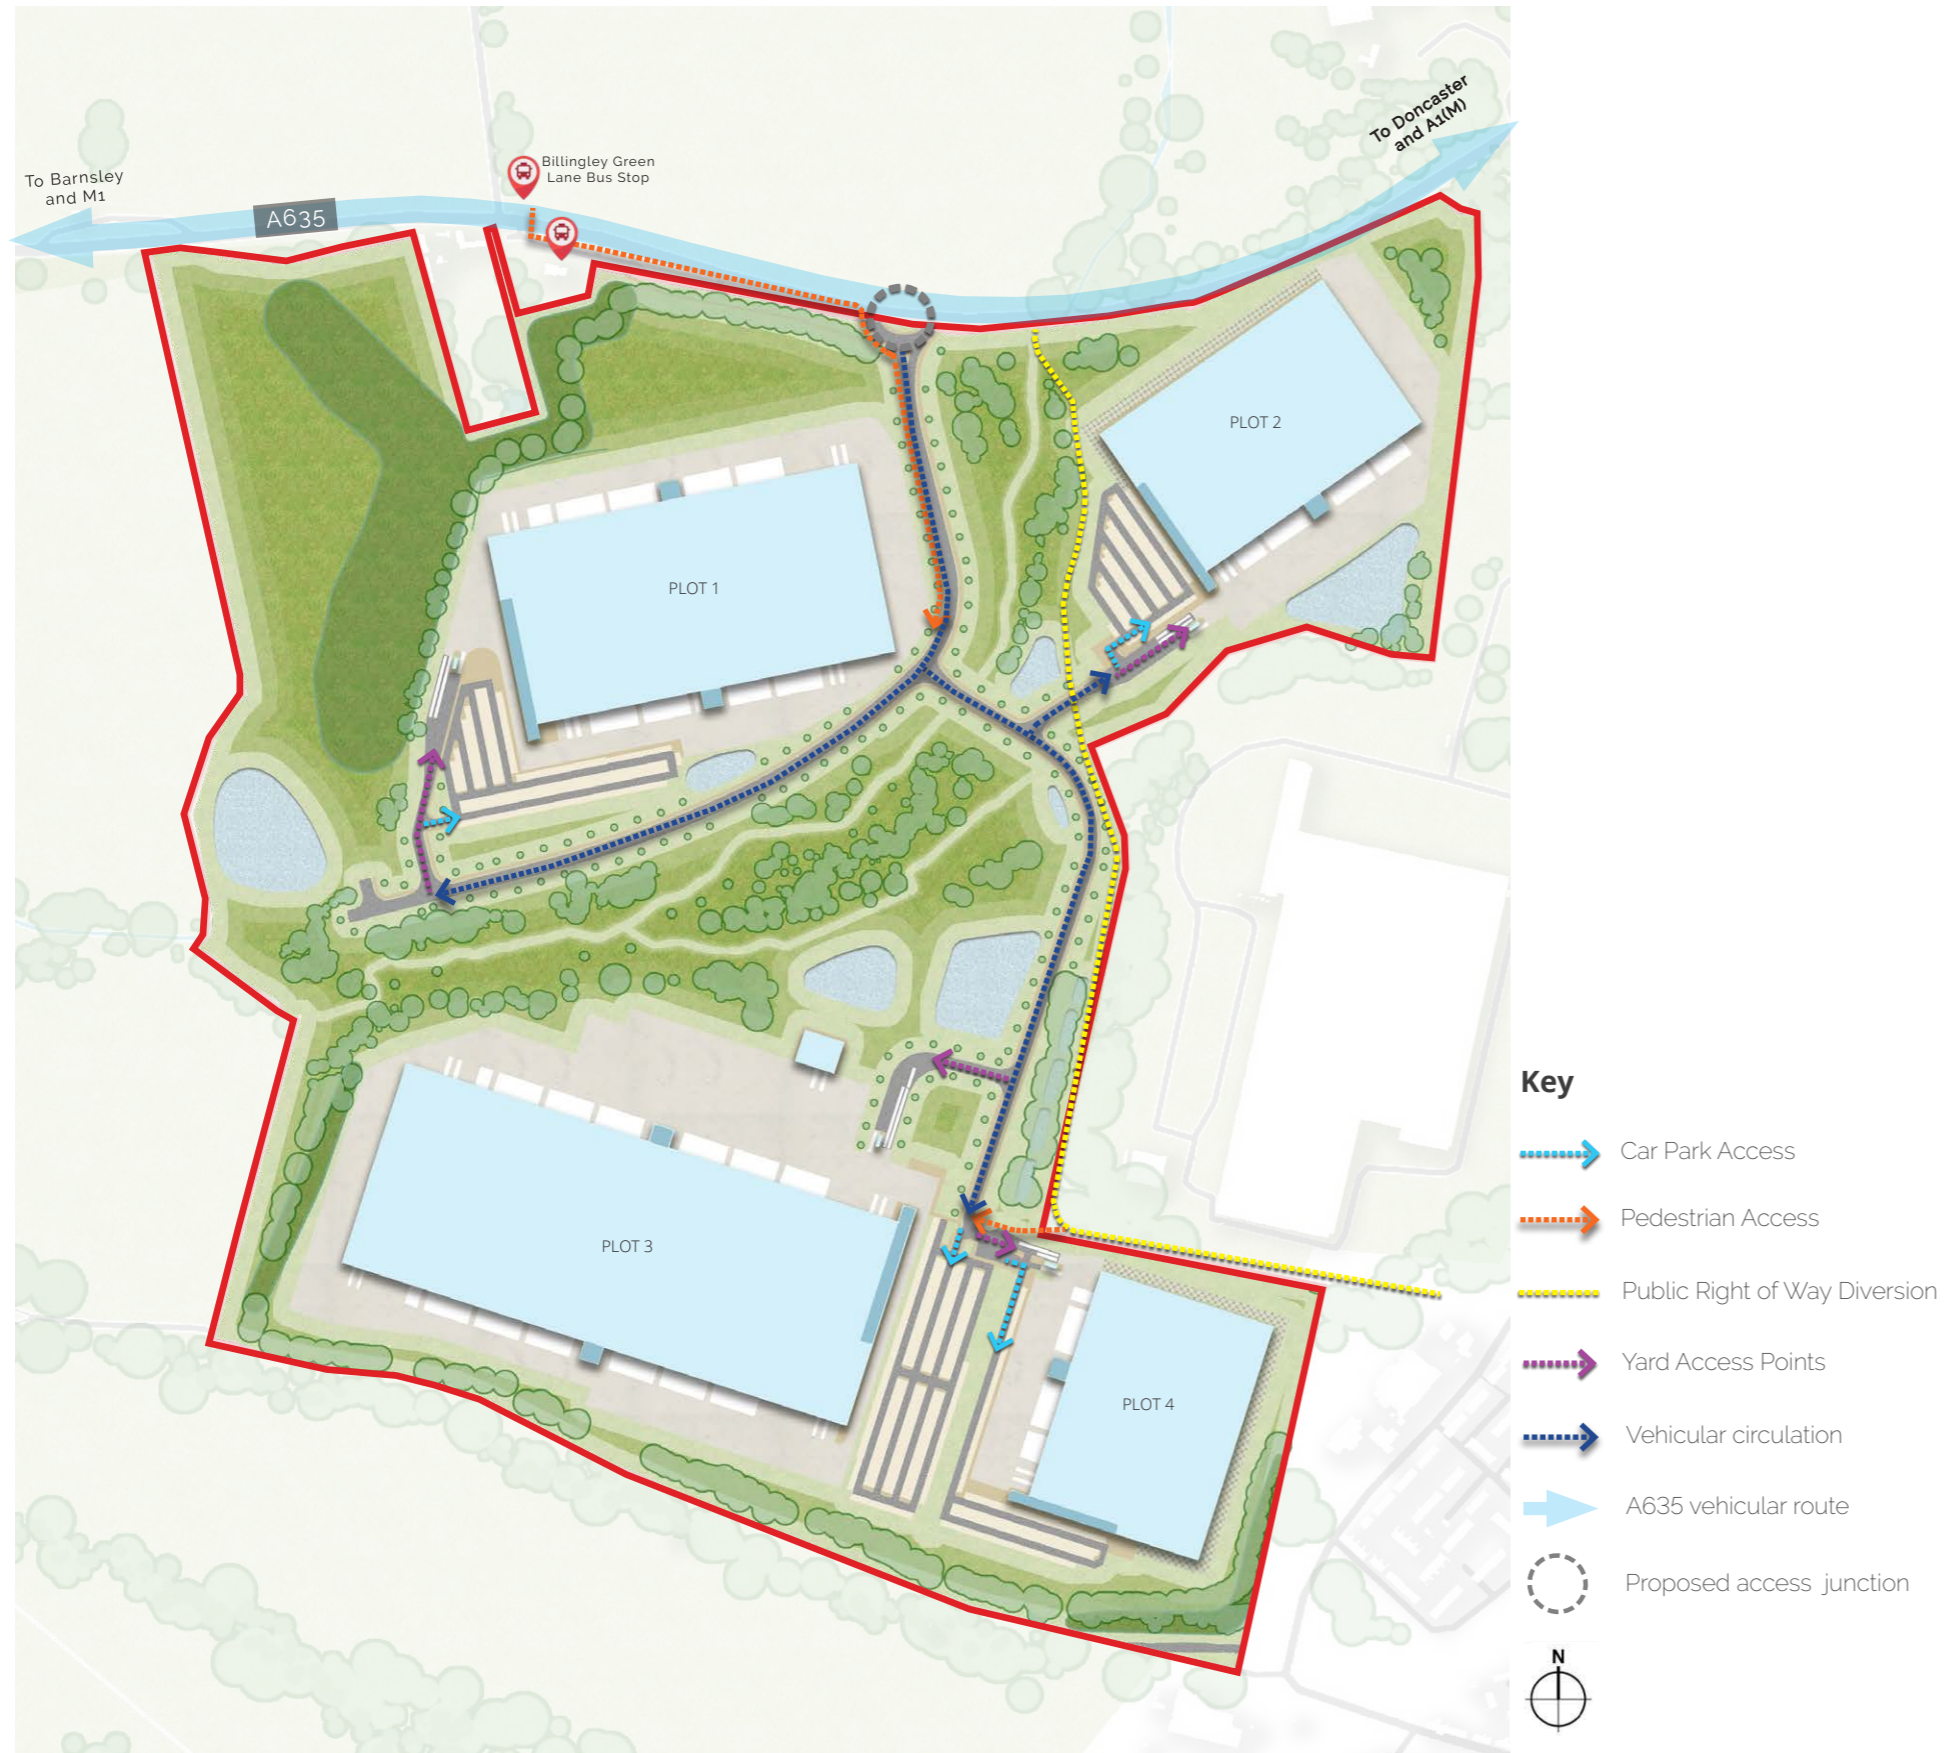 To Barnsley
and M1
A635
Billingley Green
Lane Bus Stop
To Doncaster
and A1(M)
PLOT 2
PLOT 1
PLOT 3
PLOT 4
Key
Car Park Access
Pedestrian Access
Public Right of Way Diversion
Yard Access Points
Vehicular circulation
A635 vehicular route
Proposed access junction
N